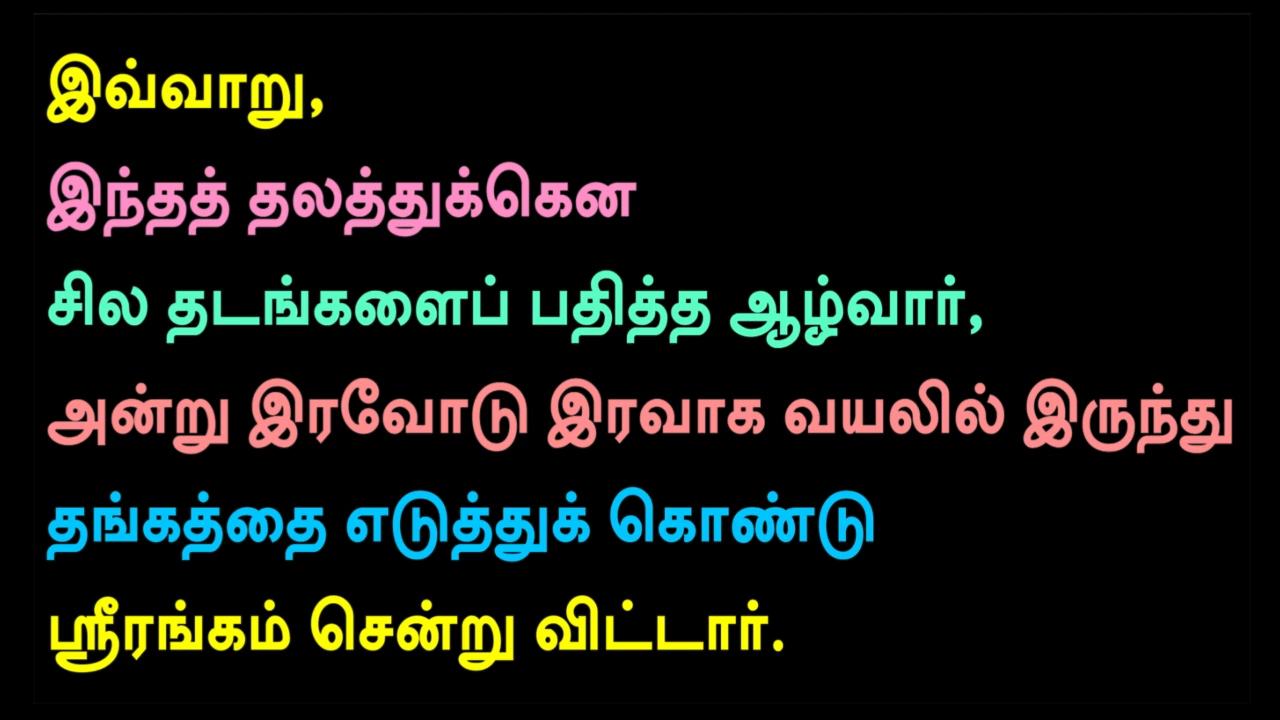 இவ்வாறு,
இந்தத் தலத்துக்கென
சில தடங்களைப் பதித்த ஆழ்வார்,
அன்று இரவோடு இரவாக வயலில் இருந்து
தங்கத்தை எடுத்துக் கொண்டு
ஸ்ரீரங்கம் சென்று விட்டார்.